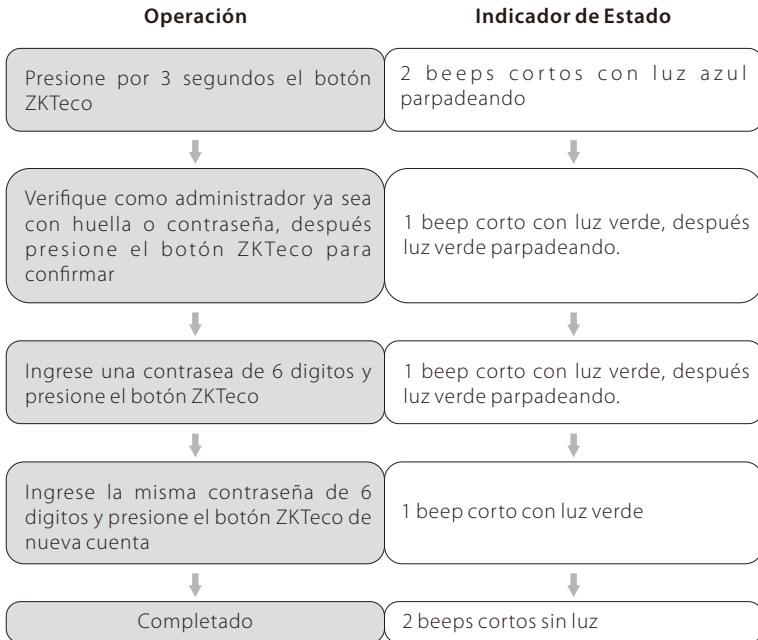 Operación
Indicador de Estado
Presione por 3 segundos el botón
ZKTeco
2 beeps cortos con luz azul
parpadeando
Verifique como administrador ya sea
con huella o contraseña, después
presione el botón ZKTeco para
confirmar
1 beep corto con luz verde, después
luz verde parpadeando.
Ingrese una contrasea de 6 digitos y
presione el botón ZKTeco
1 beep corto con luz verde, después
luz verde parpadeando.
Ingrese la misma contraseña de 6
digitos y presione el botón ZKTeco de
nueva cuenta
1 beep corto con luz verde
Completado
2 beeps cortos sin luz